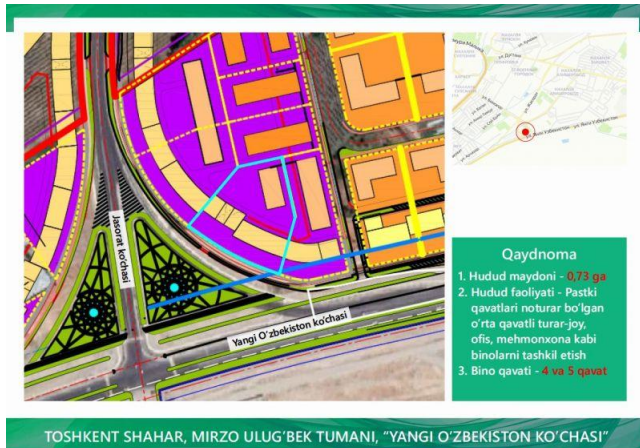 Jasorat ko'chasi
Yangi O'zbekiston ko'chasi
Qaydnoma
1. Hudud maydoni - 0,73 ga
2. Hudud faoliyati - Pastki
qavatlari noturar bo'lgan
o'rta qavatli turar-joy,
ofis, mehmonxona kabi
binolarni tashkil etish
3. Bino qavati - 4 va 5 qavat
TOSHKENT SHAHAR, MIRZO ULUG'BEK TUMANI, "YANGI O'ZBEKISTON KO'CHASI"